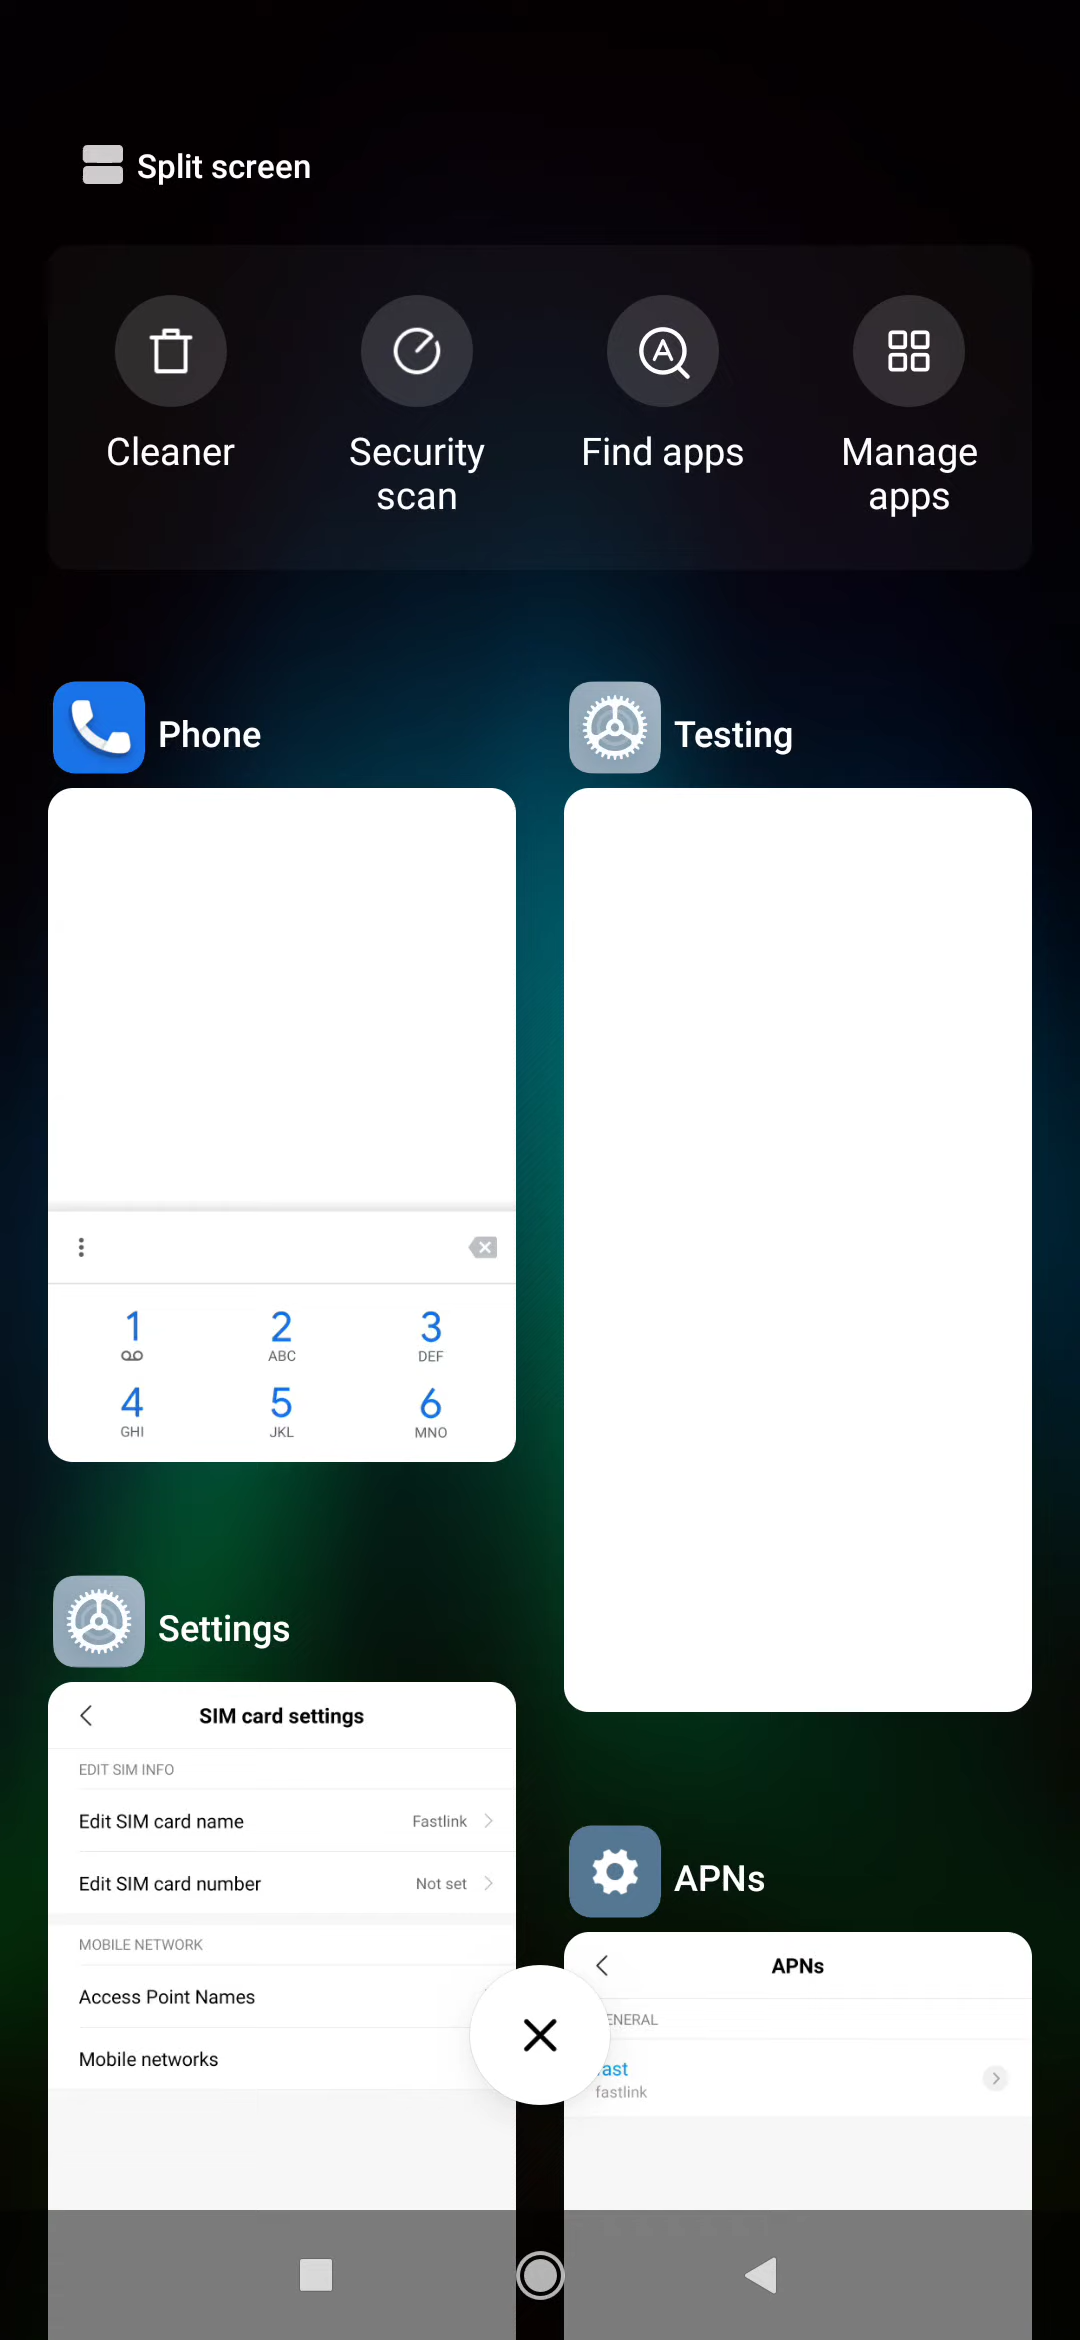 Split screen
Cleaner
Security
scan
Find apps
Manage
apps
Phone
Testing
1
2
ABC
3
DEF
4
GHI
5
JKL
6
MNO
Settings
SIM card settings
EDIT SIM INFO
Edit SIM card name
Fastlink
Edit SIM card number
Not set
MOBILE NETWORK
Access Point Names
Mobile networks
APNs
APNs
ENERAL
ast
fastlink